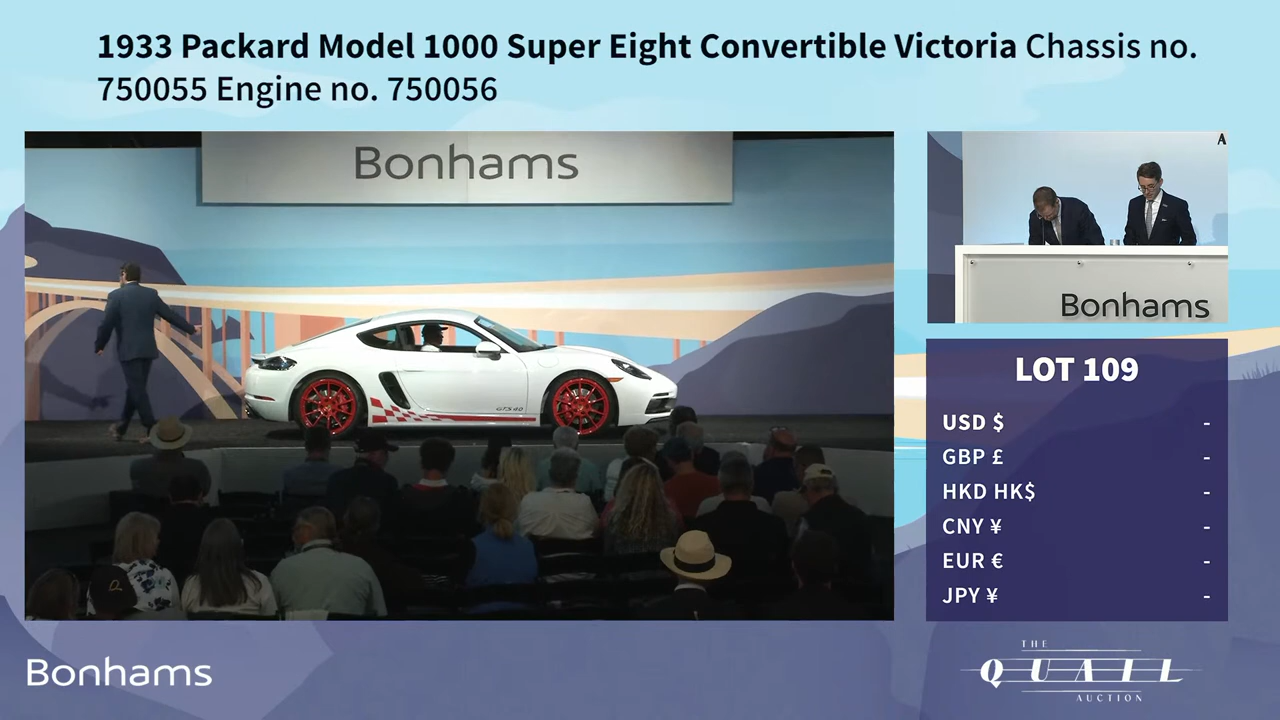 1933 Packard Model 1000 Super Eight Convertible Victoria Chassis no.
750055 Engine no. 750056
Bonhams
A
Bonhams
GTS 4.0
LOT 109
USD $ -
GBP £ -
HKD HK$ -
CNY ¥ -
EUR € -
JPY ¥ -
Bonhams
THE
QUAIL
AUCTION